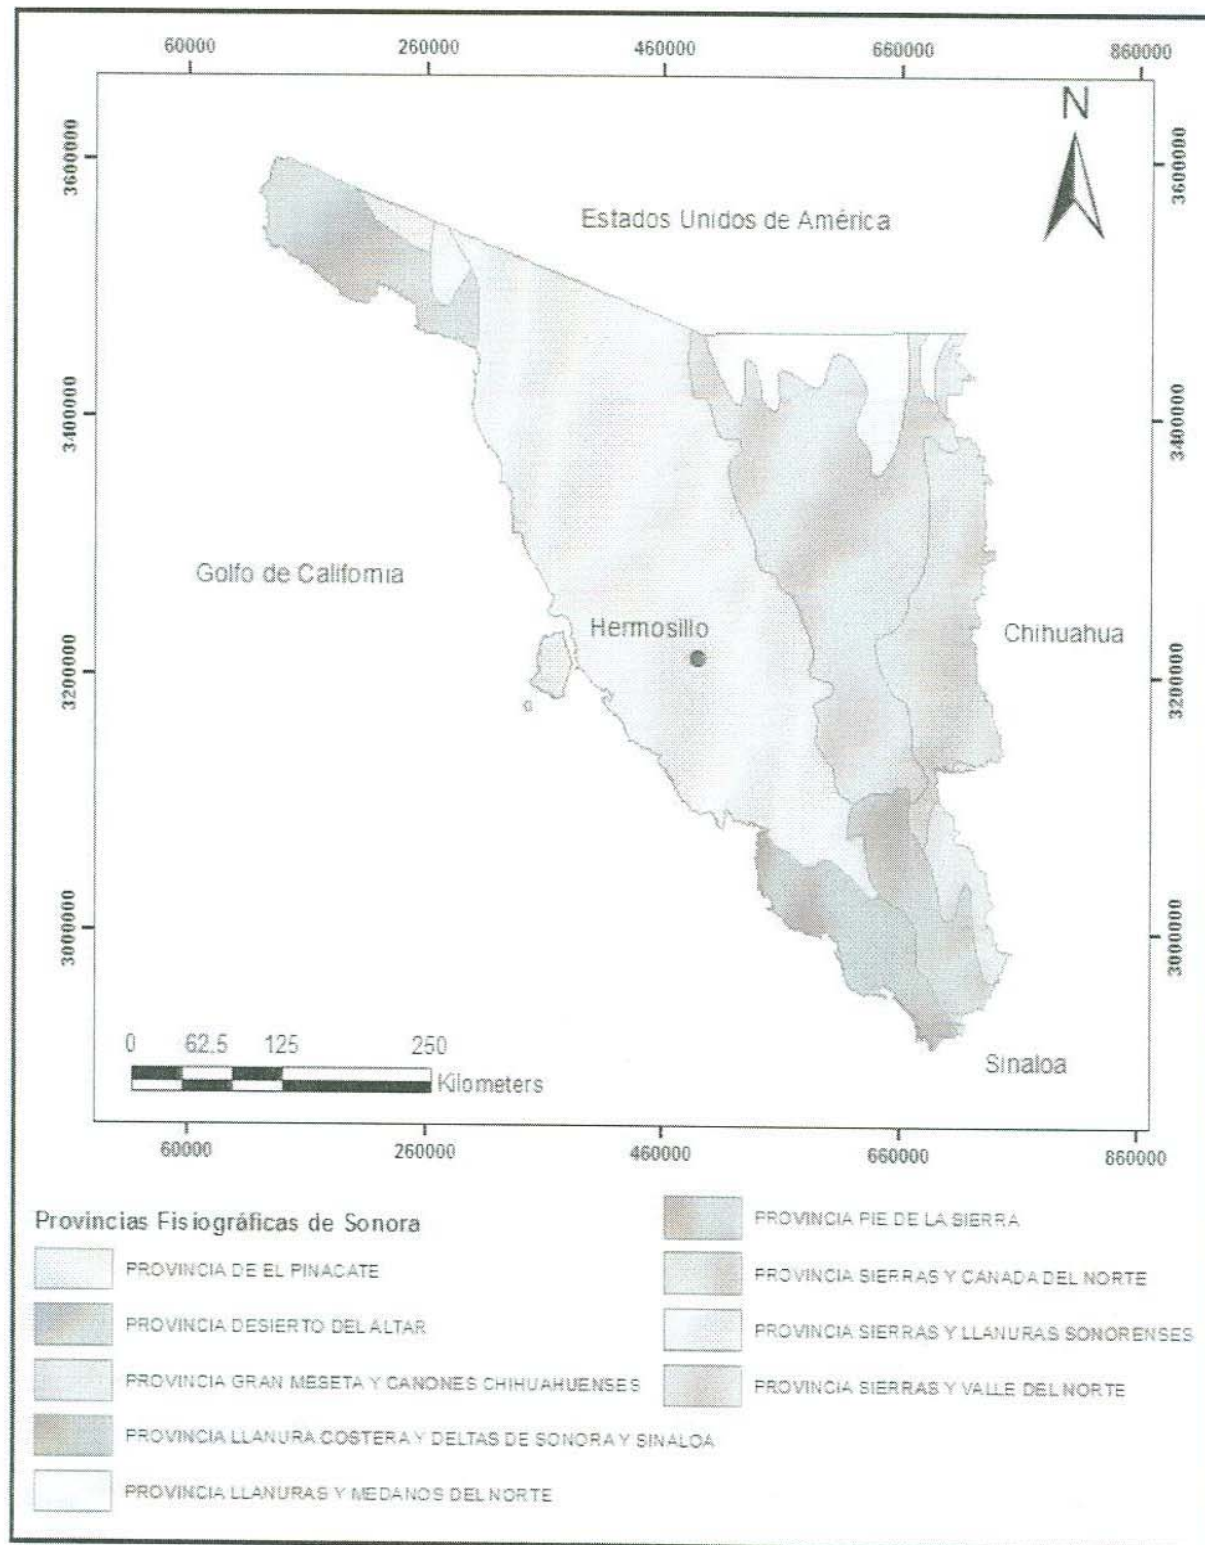 60000 260000 460000 660000 860000
N
3600000
3600000
Estados Unidos de América
3400000
3400000
Golfo de California
Hermosillo
Chihuahua
3200000
3200000
3000000
3000000
0 62.5 125 250
Kilometers
Sinaloa
60000 260000 460000 660000 860000
Provincias Fisiográficas de Sonora
PROVINCIA DE EL PINACATE
PROVINCIA DESIERTO DEL ALTAR
PROVINCIA GRAN MESETA Y CANONES CHIHUAHUENSES
PROVINCIA LLANURA COSTERA Y DELTAS DE SONORA Y SINALOA
PROVINCIA LLANURAS Y MEDANOS DEL NORTE
PROVINCIA PIE DE LA SIERRA
PROVINCIA SIERRAS Y CANADA DEL NORTE
PROVINCIA SIERRAS Y LLANURAS SONORENSES
PROVINCIA SIERRAS Y VALLE DEL NORTE